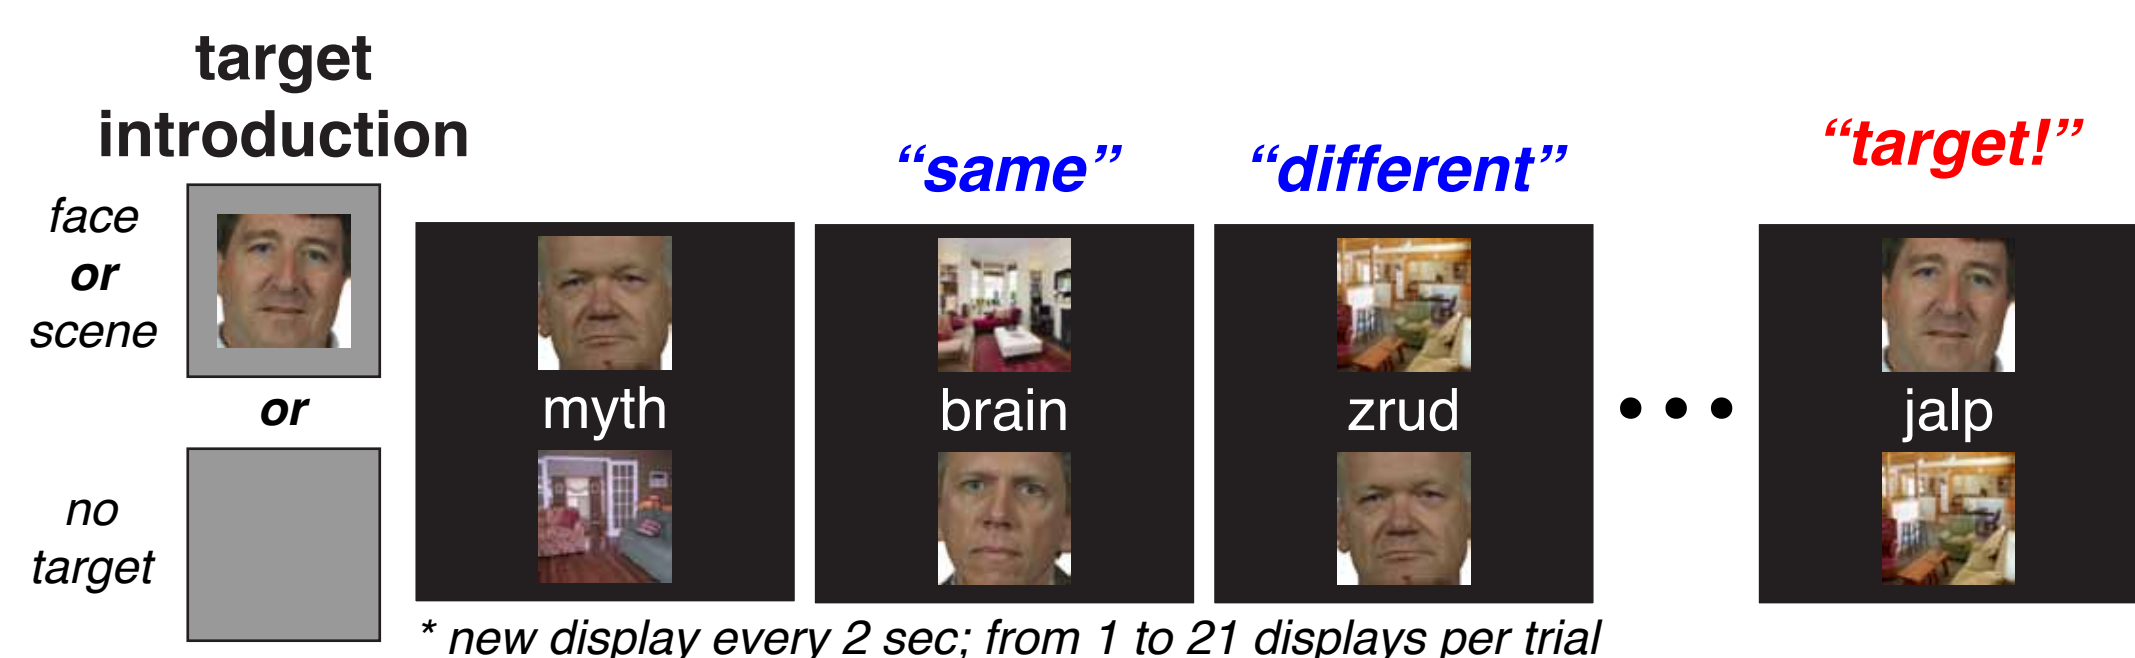 target
introduction
face
or
scene
or
no
target
myth
“same”
brain
“different”
zrud
“target!”
jalp
* new display every 2 sec; from 1 to 21 displays per trial